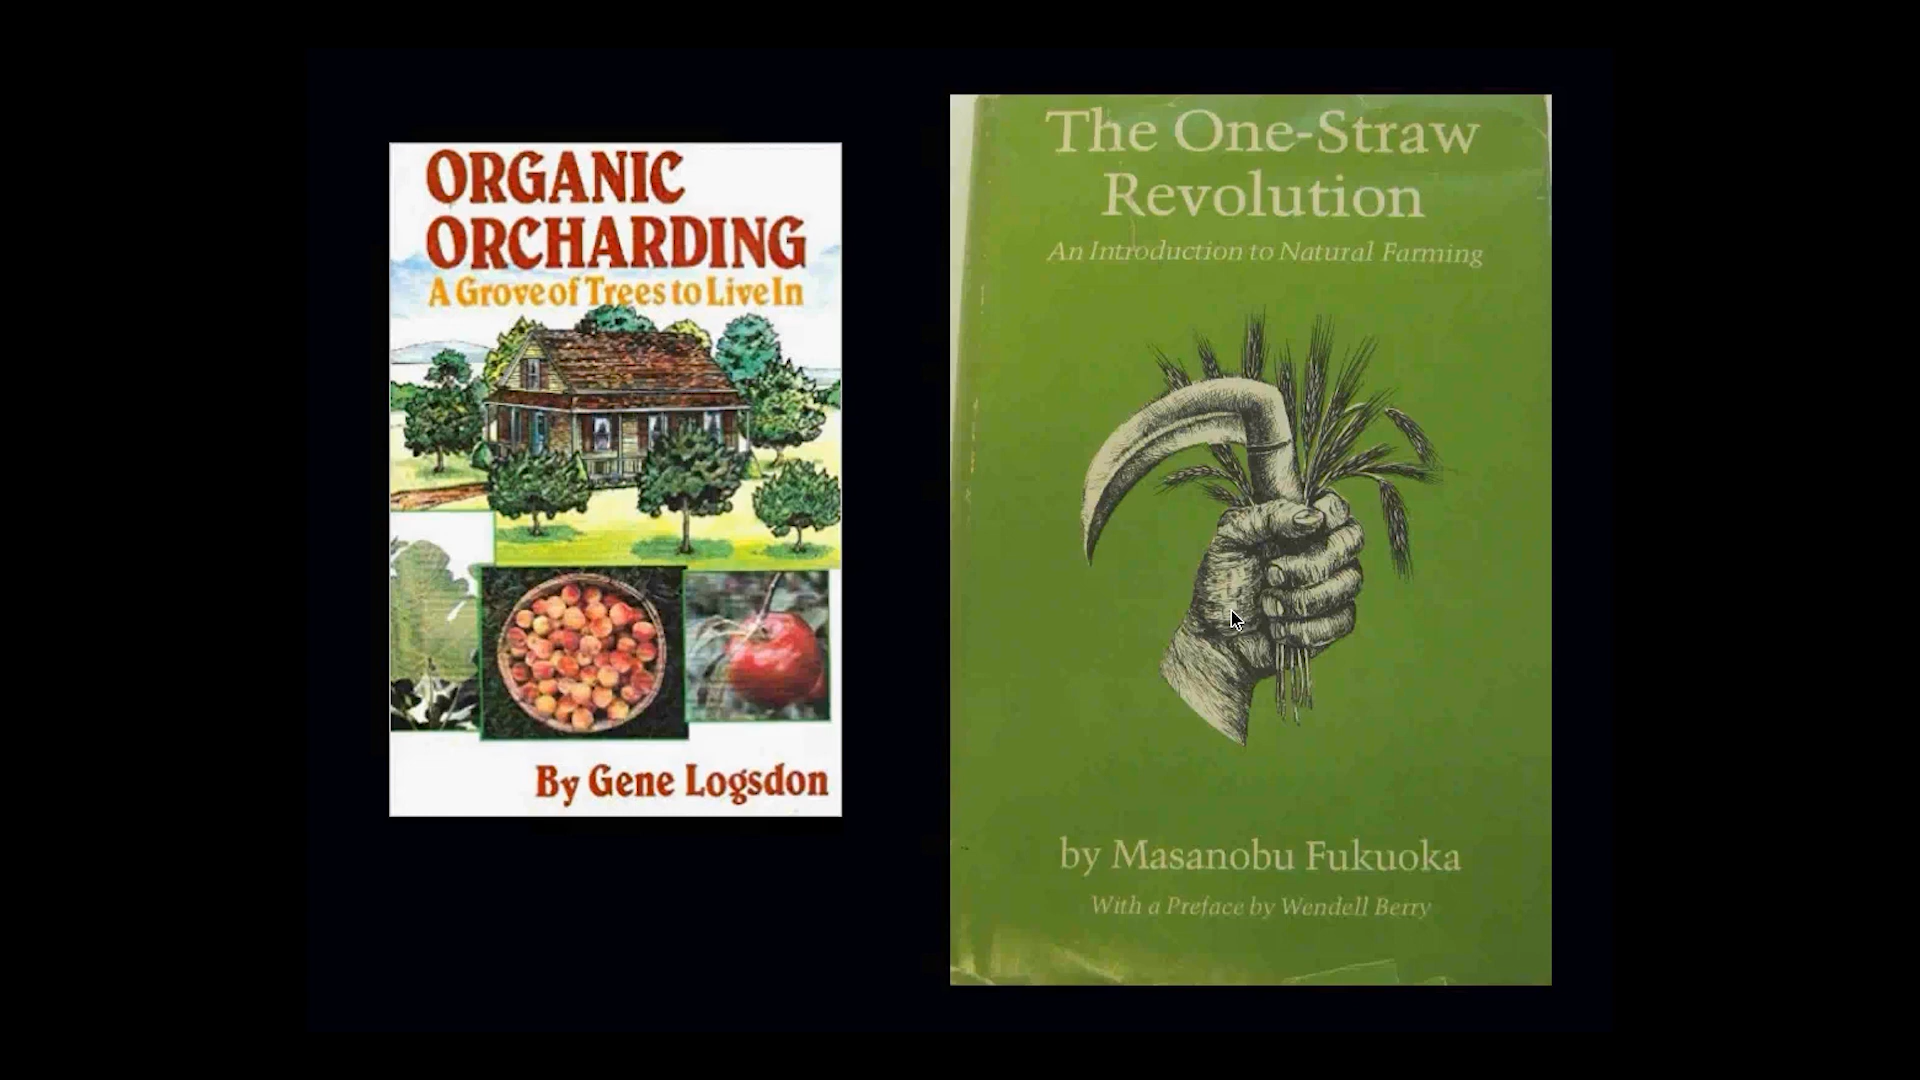 ORGANIC
ORCHARDING
A Grove of Trees to Live In
By Gene Logsdon
The One-Straw
Revolution
An Introduction to Natural Farming
by Masanobu Fukuoka
With a Preface by Wendell Berry